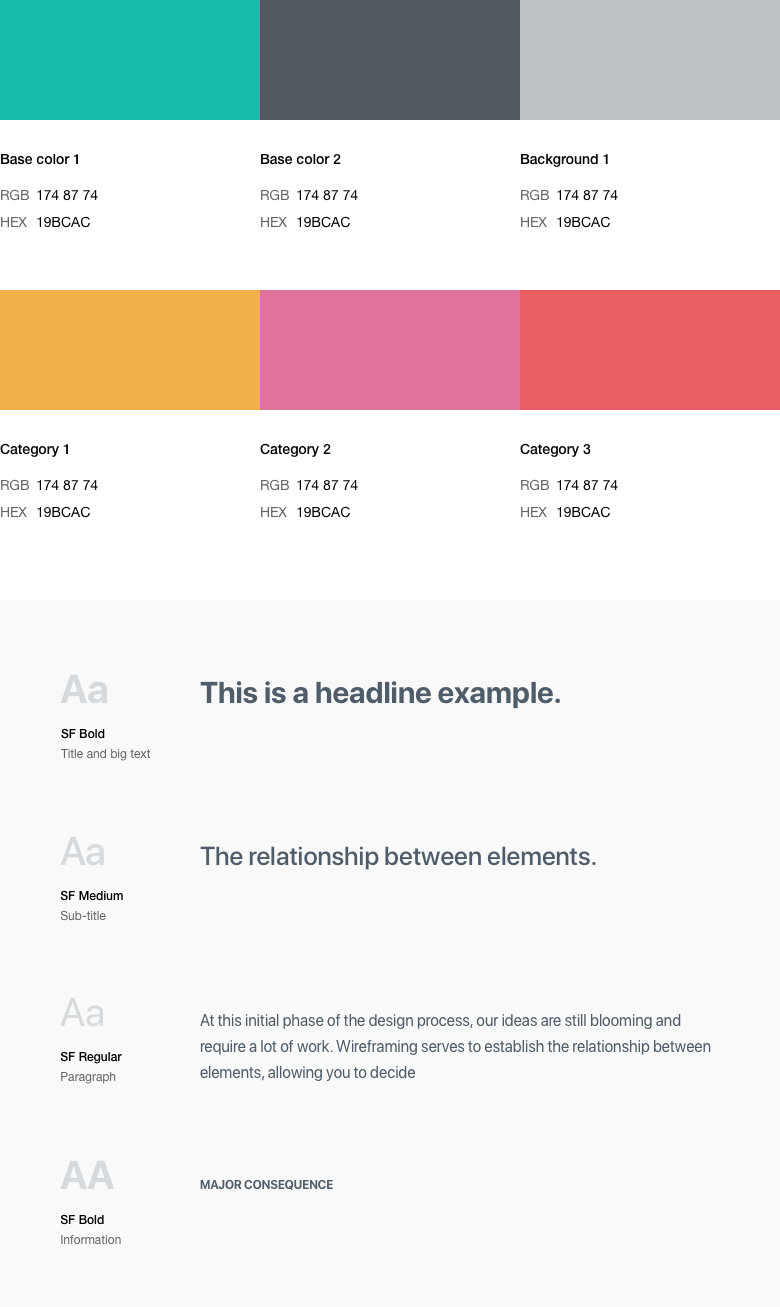 Base color 1
Base color 2
Background 1
RGB 174 87 74
RGB 174 87 74
RGB 174 87 74
HEX 19BCAC
HEX 19BCAC
HEX 19BCAC
Category 1
Category 2
Category 3
RGB 174 87 74
RGB 174 87 74
RGB 174 87 74
HEX 19BCAC
HEX 19BCAC
HEX 19BCAC
Aa
This is a headline example.
SF Bold
Title and big text
Aa
The relationship between elements.
SF Medium
Sub-title
Aa
At this initial phase of the design process, our ideas are still blooming and
require a lot of work. Wireframing serves to establish the relationship between
elements, allowing you to decide
SF Regular
Paragraph
AA
MAJOR CONSEQUENCE
SF Bold
Information